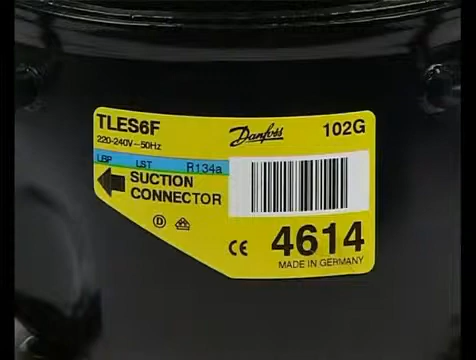 TLES6F
Danfoss
102G
220-240V~50Hz
LBP LST R134a
SUCTION
CONNECTOR
D
CE
4614
MADE IN GERMANY